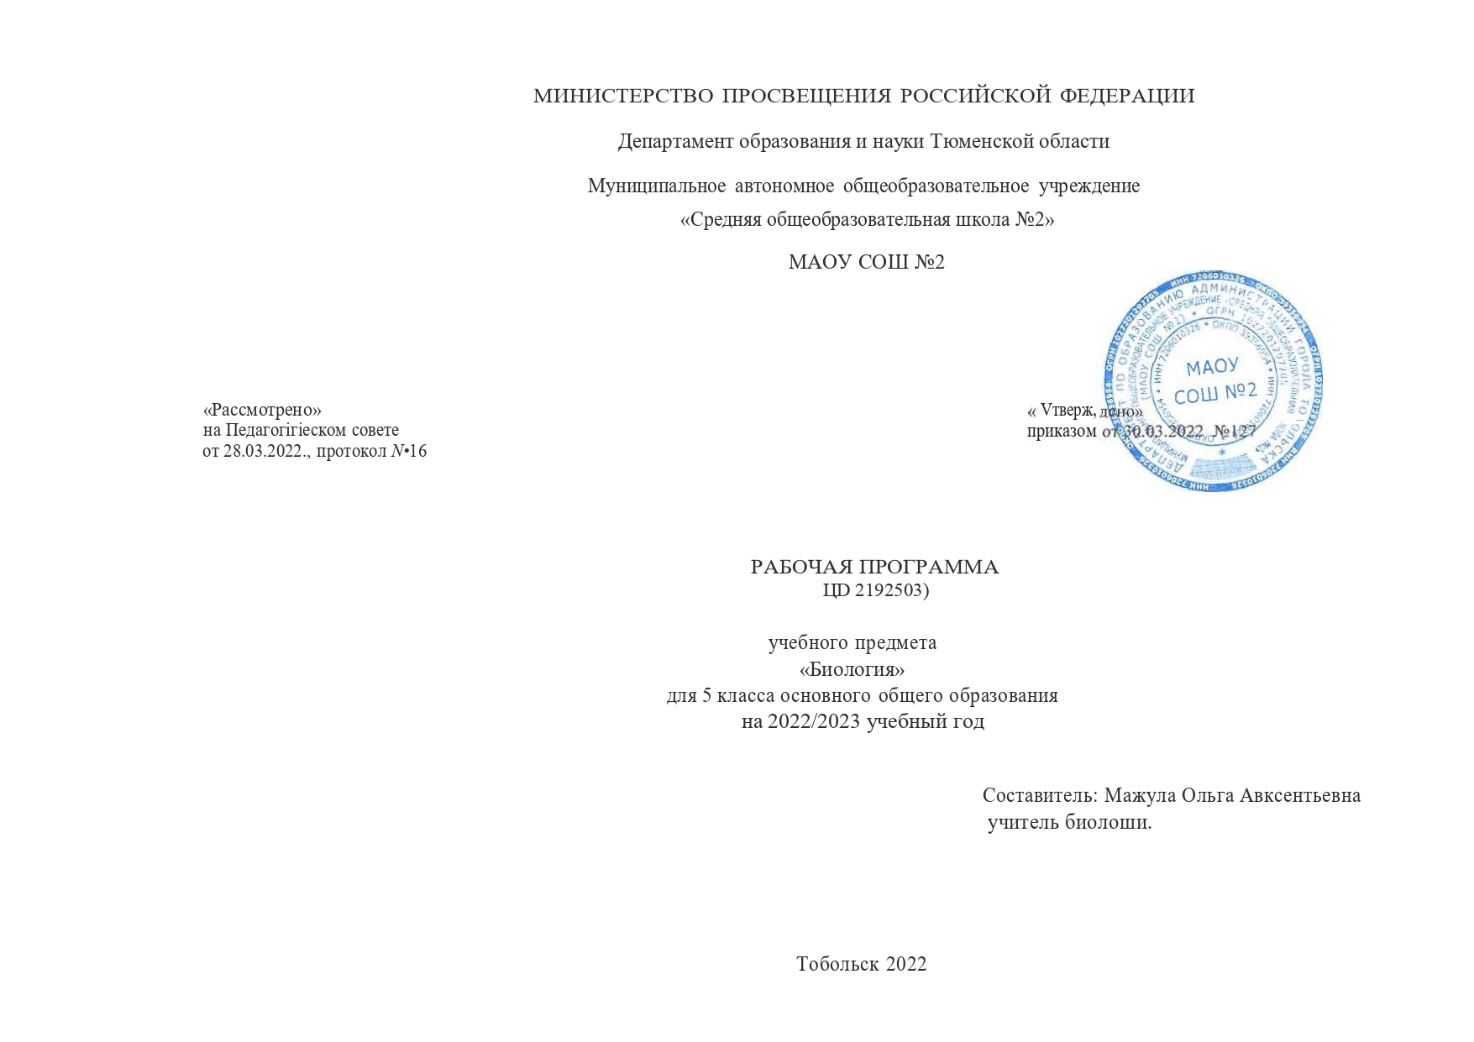 МИНИСТЕРСТВО ПРОСВЕЩЕНИЯ РОССИЙСКОЙ ФЕДЕРАЦИИ
Департамент образования и науки Тюменской области
Муниципальное автономное общеобразовательное учреждение
«Средняя общеобразовательная школа №2»
МАОУ СОШ №2
МАОУ
СОШ №2
«Рассмотрено»
на Педагогігіеском совете
от 28.03.2022., протокол N•16
« Vтверж, дено»
приказом от 30.03.2022 №127
РАБОЧАЯ ПРОГРАММА
ЦD 2192503)
учебного предмета
«Биология»
для 5 класса основного общего образования
на 2022/2023 учебный год
Составитель: Мажула Ольга Авксентьевна
учитель биолоши.
Тобольск 2022